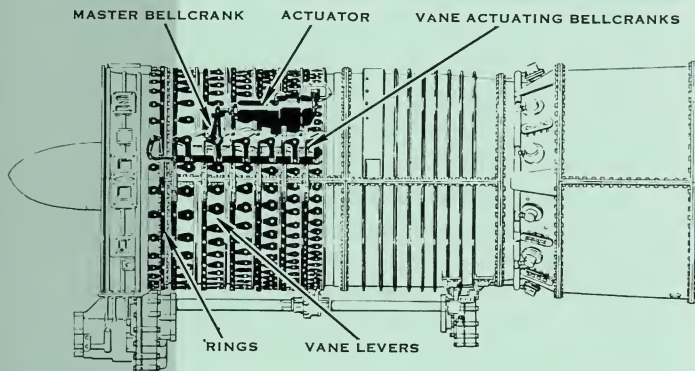 MASTER BELLCRANK ACTUATOR VANE ACTUATING BELLCRANKS
RINGS VANE LEVERS